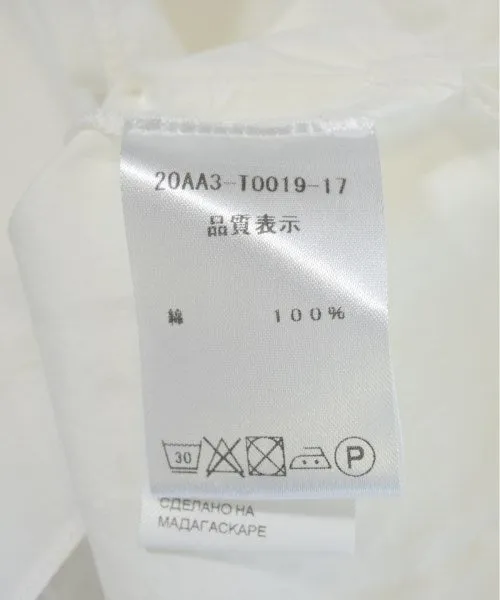 20AA3-T0019-17
品質表示
綿 100%
30
P
СДЕЛАНО НА
МАДАГАСКАРЕ